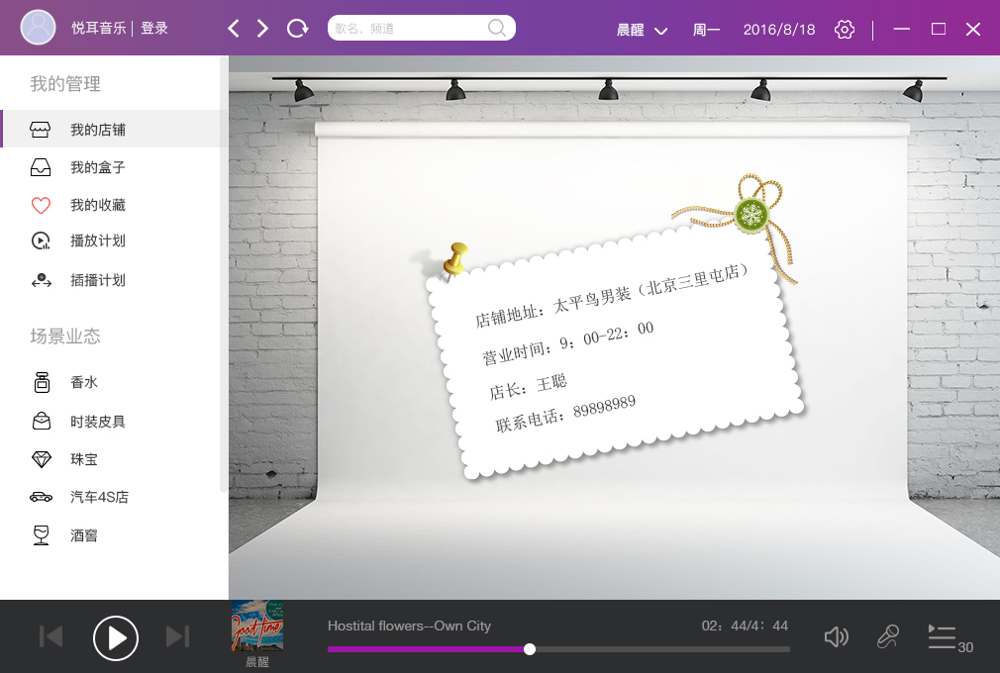 悦耳音乐│登录
歌名、频道
晨醒
周一
2016/8/18
我的管理
我的店铺
我的盒子
我的收藏
播放计划
插播计划
场景业态
香水
时装皮具
珠宝
汽车4S店
酒窖
店铺地址：太平鸟男装（北京三里屯店）
营业时间：9：00-22：00
店长：王聪
联系电话：89898989
Good Time
晨醒
Hostital flowers--Own City
02：44/4：44
30